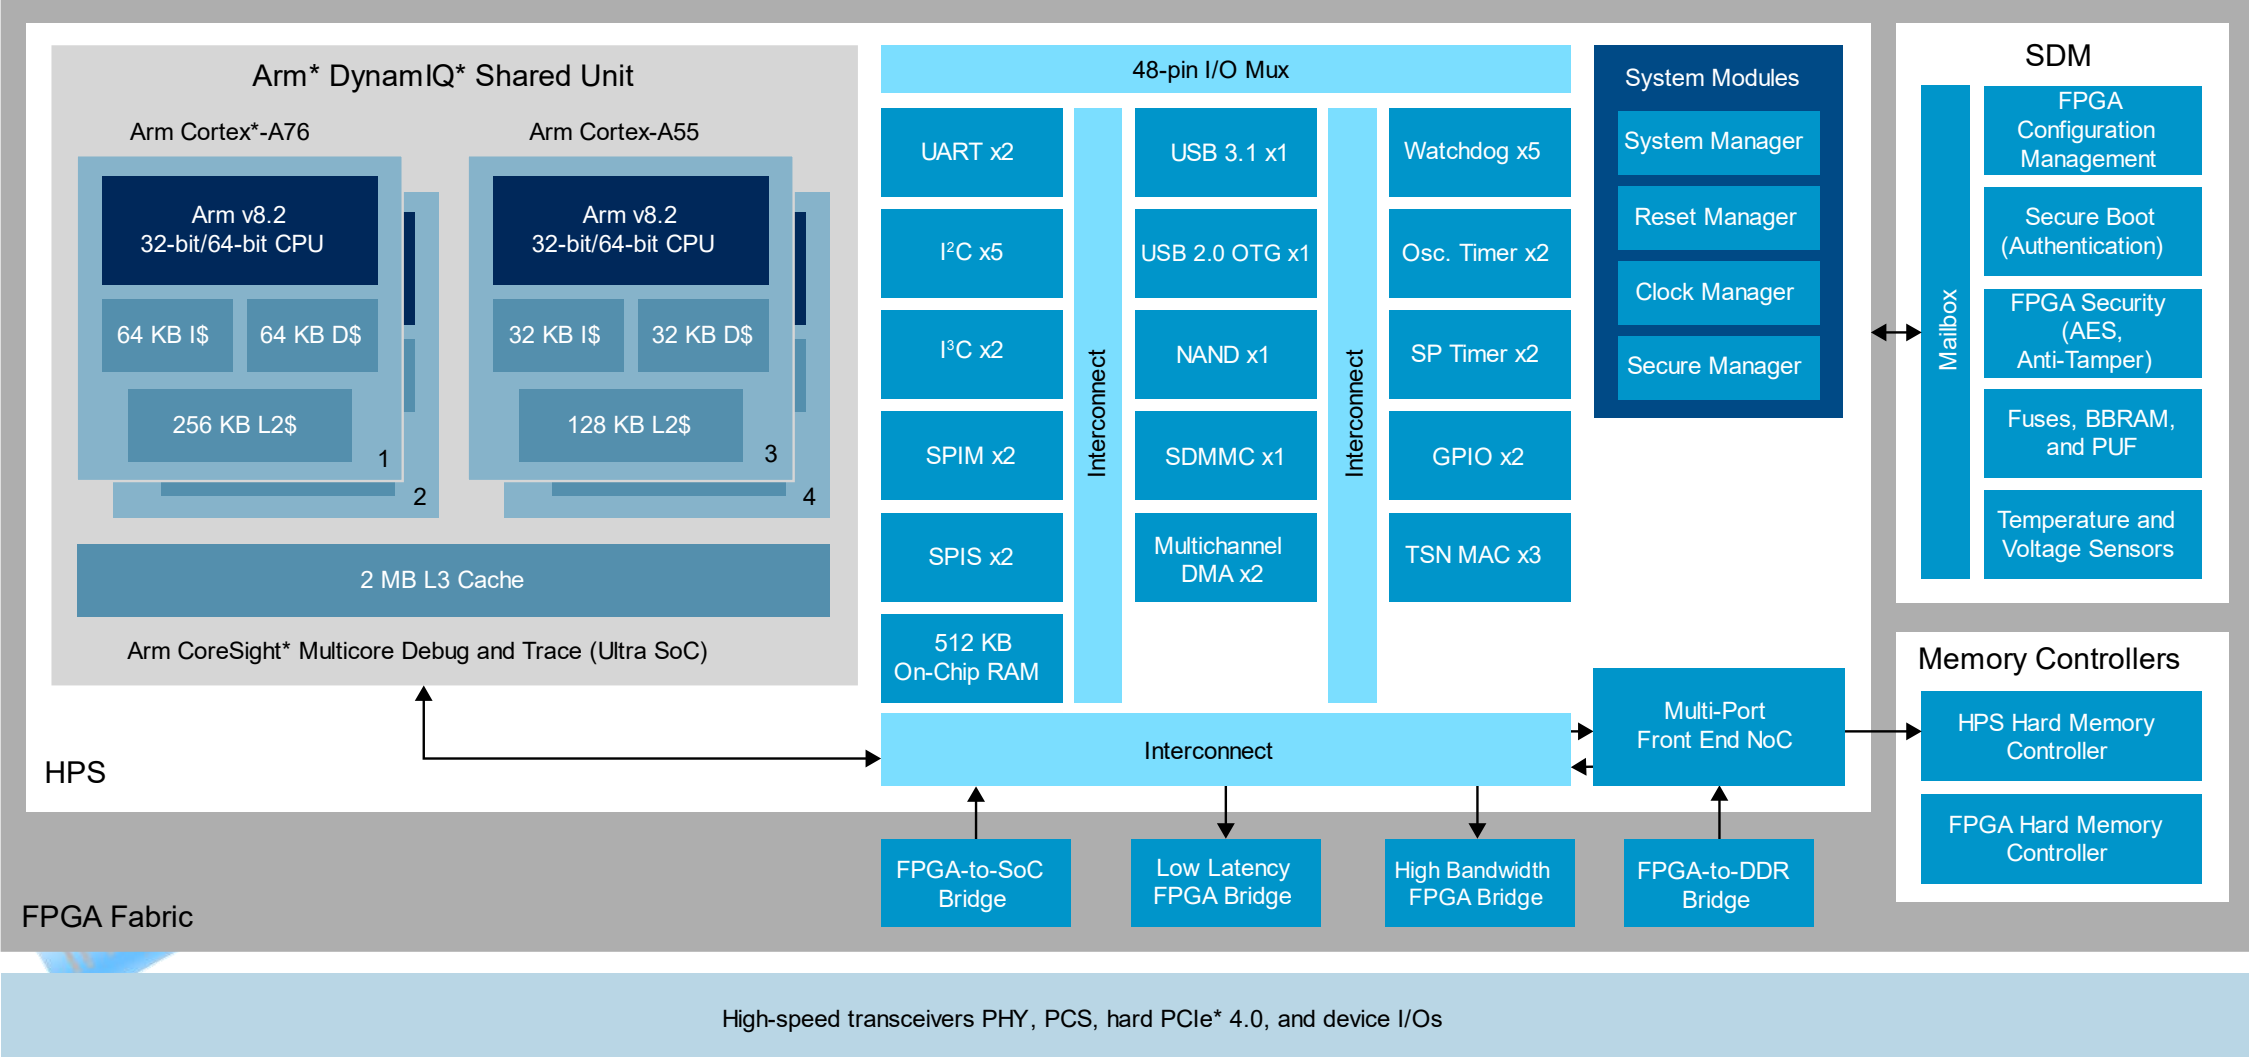 Arm* DynamIQ* Shared Unit
Arm Cortex*-A76
Arm v8.2
32-bit/64-bit CPU
64 KB I$
64 KB D$
256 KB L2$
1
2
Arm Cortex-A55
Arm v8.2
32-bit/64-bit CPU
32 KB I$
32 KB D$
128 KB L2$
3
4
2 MB L3 Cache
Arm CoreSight* Multicore Debug and Trace (Ultra SoC)
HPS
48-pin I/O Mux
UART x2
I²C x5
I³C x2
SPIM x2
SPIS x2
512 KB
On-Chip RAM
Interconnect
USB 3.1 x1
USB 2.0 OTG x1
NAND x1
SDMMC x1
Multichannel
DMA x2
Interconnect
Watchdog x5
Osc. Timer x2
SP Timer x2
GPIO x2
TSN MAC x3
Interconnect
System Modules
System Manager
Reset Manager
Clock Manager
Secure Manager
Multi-Port
Front End NoC
SDM
Mailbox
FPGA
Configuration
Management
Secure Boot
(Authentication)
FPGA Security
(AES,
Anti-Tamper)
Fuses, BBRAM,
and PUF
Temperature and
Voltage Sensors
Memory Controllers
HPS Hard Memory
Controller
FPGA Hard Memory
Controller
FPGA-to-SoC
Bridge
Low Latency
FPGA Bridge
High Bandwidth
FPGA Bridge
FPGA-to-DDR
Bridge
FPGA Fabric
High-speed transceivers PHY, PCS, hard PCIe* 4.0, and device I/Os